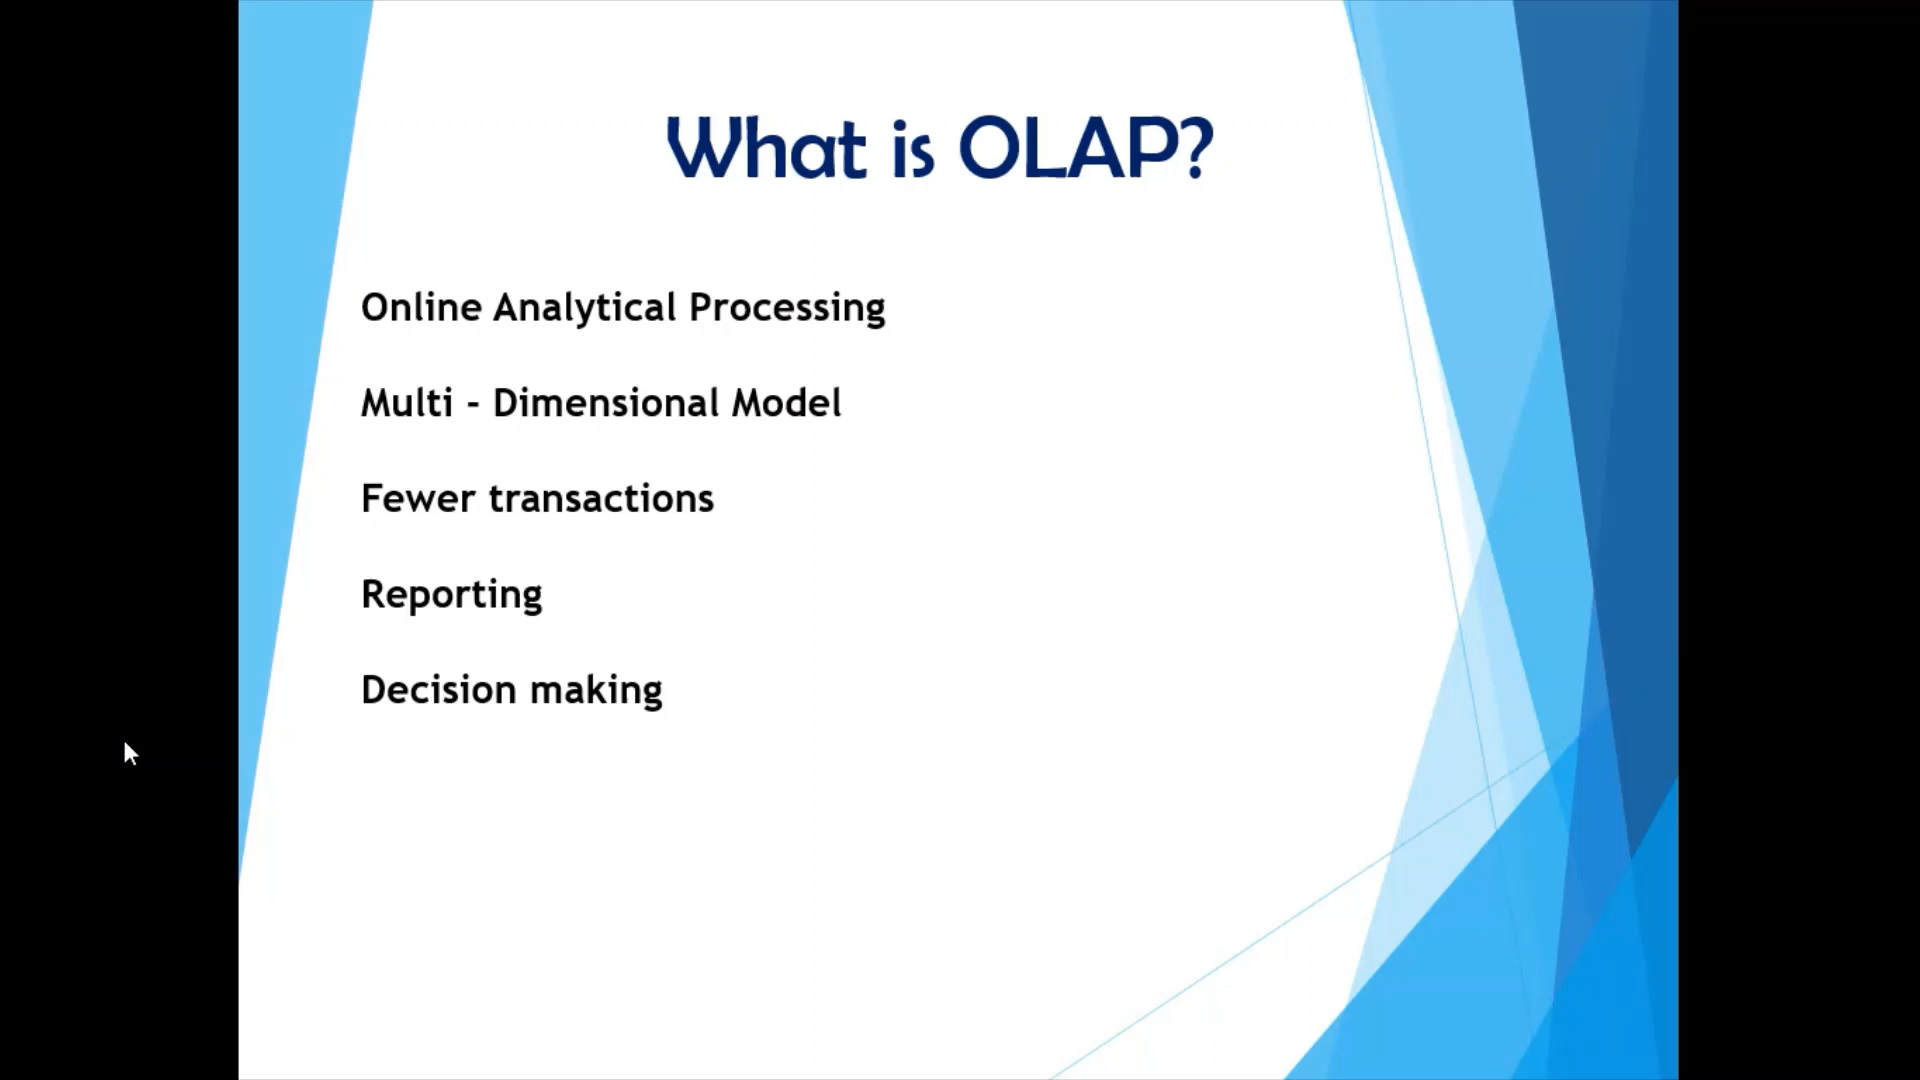 What is OLAP?
Online Analytical Processing
Multi - Dimensional Model
Fewer transactions
Reporting
Decision making